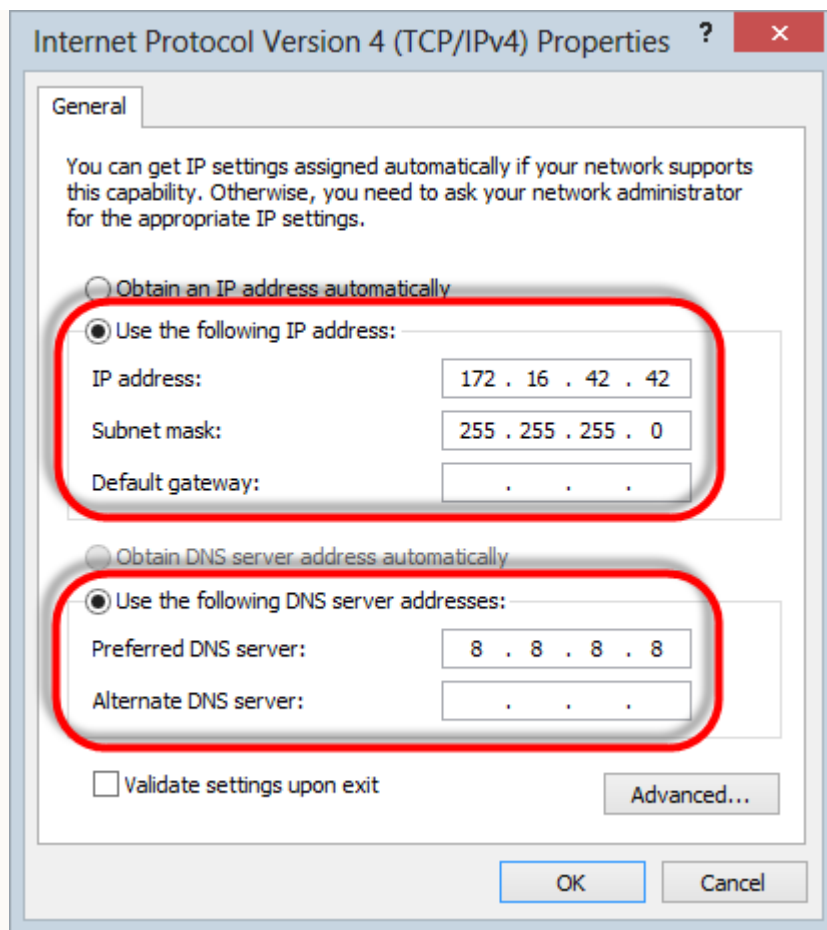 Internet Protocol Version 4 (TCP/IPv4) Properties ?
General
You can get IP settings assigned automatically if your network supports
this capability. Otherwise, you need to ask your network administrator
for the appropriate IP settings.
Obtain an IP address automatically
Use the following IP address:
IP address: 172 . 16 . 42 . 42
Subnet mask: 255 . 255 . 255 . 0
Default gateway: . . .
Obtain DNS server address automatically
Use the following DNS server addresses:
Preferred DNS server: 8 . 8 . 8 . 8
Alternate DNS server: . . .
Validate settings upon exit
Advanced...
OK Cancel